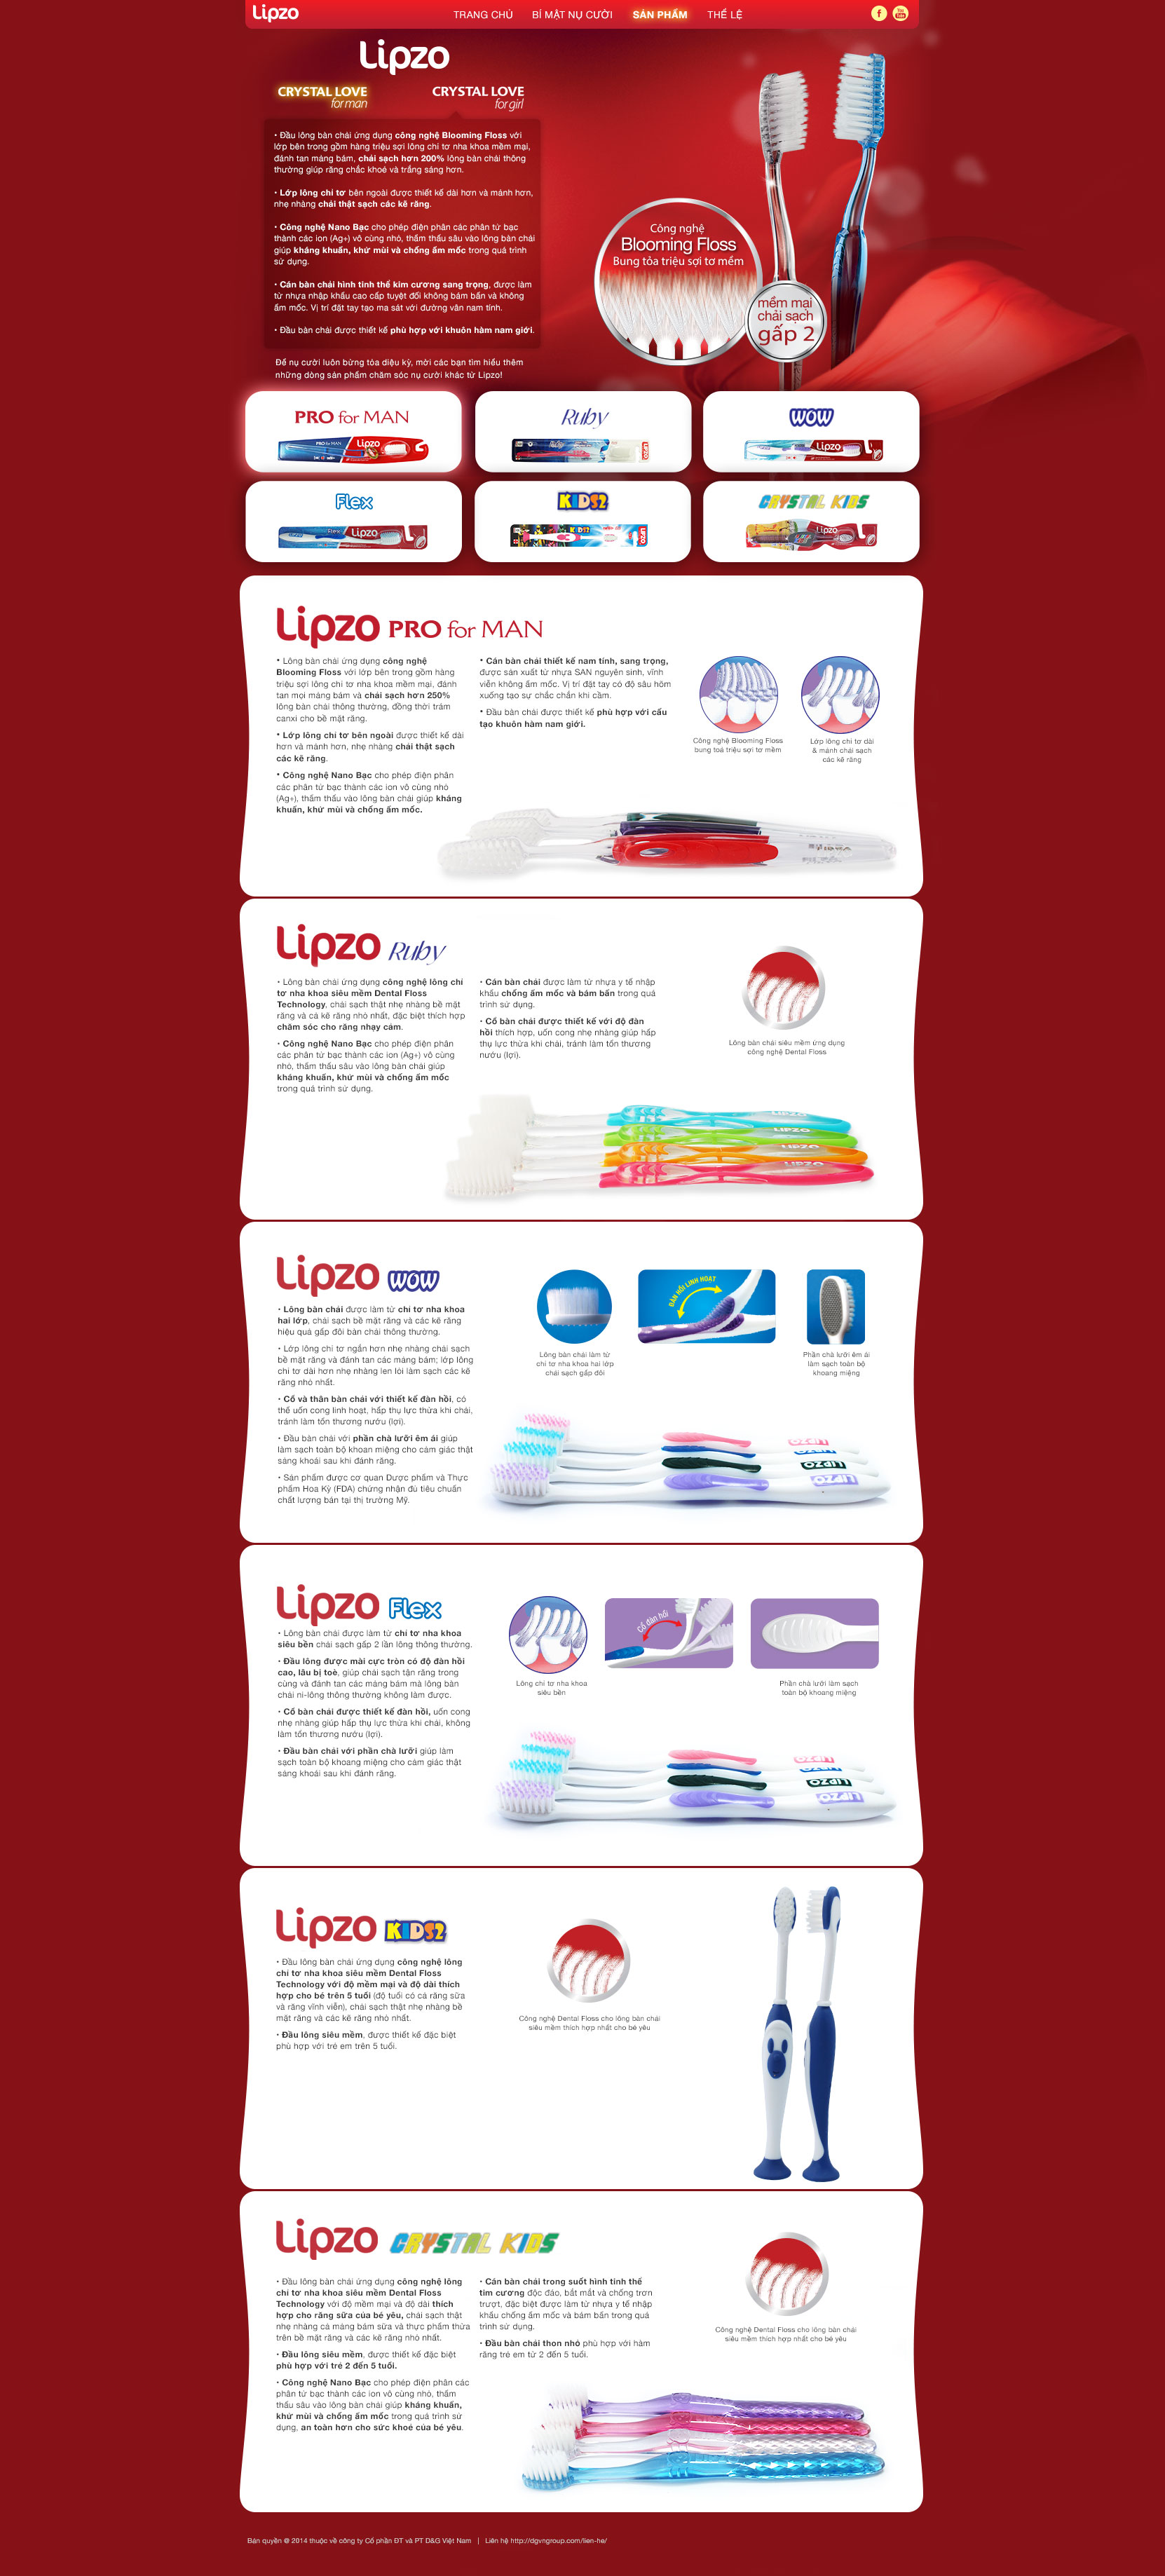 Lipzo
TRANG CHỦ
BÍ MẬT NỤ CƯỜI
SẢN PHẨM
THỂ LỆ
Lipzo
CRYSTAL LOVE
for man
CRYSTAL LOVE
for girl
• Đầu lông bàn chải ứng dụng công nghệ Blooming Floss với
lớp bên trong gồm hàng triệu sợi lông chỉ tơ nha khoa mềm mại,
đánh tan mảng bám, chải sạch hơn 200% lông bàn chải thông
thường giúp răng chắc khoẻ và trắng sáng hơn.
• Lớp lông chỉ tơ bên ngoài được thiết kế dài hơn và mảnh hơn,
nhẹ nhàng chải thật sạch các kẽ răng.
• Công nghệ Nano Bạc cho phép điện phân các phân tử bạc
thành các ion (Ag+) vô cùng nhỏ, thẩm thấu sâu vào lông bàn chải
giúp kháng khuẩn, khử mùi và chống ẩm mốc trong quá trình
sử dụng.
• Cán bàn chải hình tinh thể kim cương sang trọng, được làm
từ nhựa nhập khẩu cao cấp tuyệt đối không bám bẩn và không
ẩm mốc. Vị trí đặt tay tạo ma sát với đường vân nam tính.
• Đầu bàn chải được thiết kế phù hợp với khuôn hàm nam giới.
Để nụ cười luôn bừng tỏa diệu kỳ, mời các bạn tìm hiểu thêm
những dòng sản phẩm chăm sóc nụ cười khác từ Lipzo!
Công nghệ
Blooming Floss
Bung tỏa triệu sợi tơ mềm
mềm mại
chải sạch
gấp 2
PRO for MAN
Ruby
WOW
Flex
KIDS2
CRYSTAL KIDS
Lipzo PRO for MAN
• Lông bàn chải ứng dụng công nghệ
Blooming Floss với lớp bên trong gồm hàng
triệu sợi lông chỉ tơ nha khoa mềm mại, đánh
tan mọi mảng bám và chải sạch hơn 250%
lông bàn chải thông thường, đồng thời trám
canxi cho bề mặt răng.
• Lớp lông chỉ tơ bên ngoài được thiết kế dài
hơn và mảnh hơn, nhẹ nhàng chải thật sạch
các kẽ răng.
• Công nghệ Nano Bạc cho phép điện phân
các phân tử bạc thành các ion vô cùng nhỏ
(Ag+), thẩm thấu vào lông bàn chải giúp kháng
khuẩn, khử mùi và chống ẩm mốc.
• Cán bàn chải thiết kế nam tính, sang trọng,
được sản xuất từ nhựa SAN nguyên sinh, vĩnh
viễn không ẩm mốc. Vị trí đặt tay có độ sâu hõm
xuống tạo sự chắc chắn khi cầm.
• Đầu bàn chải được thiết kế phù hợp với cấu
tạo khuôn hàm nam giới.
Công nghệ Blooming Floss
bung toả triệu sợi tơ mềm
Lớp lông chỉ tơ dài
& mảnh chải sạch
các kẽ răng
Lipzo Ruby
• Lông bàn chải ứng dụng công nghệ lông chỉ
tơ nha khoa siêu mềm Dental Floss
Technology, chải sạch thật nhẹ nhàng bề mặt
răng và cả kẽ răng nhỏ nhất, đặc biệt thích hợp
chăm sóc cho răng nhạy cảm.
• Công nghệ Nano Bạc cho phép điện phân
các phân tử bạc thành các ion (Ag+) vô cùng
nhỏ, thẩm thấu sâu vào lông bàn chải giúp
kháng khuẩn, khử mùi và chống ẩm mốc
trong quá trình sử dụng.
• Cán bàn chải được làm từ nhựa y tế nhập
khẩu chống ẩm mốc và bám bẩn trong quá
trình sử dụng.
• Cổ bàn chải được thiết kế với độ đàn
hồi thích hợp, uốn cong nhẹ nhàng giúp hấp
thụ lực thừa khi chải, tránh làm tổn thương
nướu (lợi).
Lông bàn chải siêu mềm ứng dụng
công nghệ Dental Floss
LIPZO
LIPZO
Lipzo WOW
• Lông bàn chải được làm từ chỉ tơ nha khoa
hai lớp, chải sạch bề mặt răng và các kẽ răng
hiệu quả gấp đôi bàn chải thông thường.
• Lớp lông chỉ tơ ngắn hơn nhẹ nhàng chải sạch
bề mặt răng và đánh tan các mảng bám; lớp lông
chỉ tơ dài hơn nhẹ nhàng len lỏi làm sạch các kẽ
răng nhỏ nhất.
• Cổ và thân bàn chải với thiết kế đàn hồi, có
thể uốn cong linh hoạt, hấp thụ lực thừa khi chải,
tránh làm tổn thương nướu (lợi).
• Đầu bàn chải với phần chà lưỡi êm ái giúp
làm sạch toàn bộ khoan miệng cho cảm giác thật
sảng khoái sau khi đánh răng.
• Sản phẩm được cơ quan Dược phẩm và Thực
phẩm Hoa Kỳ (FDA) chứng nhận đủ tiêu chuẩn
chất lượng bán tại thị trường Mỹ.
ĐÀN HỒI LINH HOẠT
Lông bàn chải làm từ
chỉ tơ nha khoa hai lớp
chải sạch gấp đôi
Phần chà lưỡi êm ái
làm sạch toàn bộ
khoang miệng
LIPZO
LIPZO
LIPZO
LIPZO
Lipzo Flex
• Lông bàn chải được làm từ chỉ tơ nha khoa
siêu bền chải sạch gấp 2 lần lông thông thường.
• Đầu lông được mài cực tròn có độ đàn hồi
cao, lâu bị toè, giúp chải sạch tận răng trong
cùng và đánh tan các mảng bám mà lông bàn
chải ni-lông thông thường không làm được.
• Cổ bàn chải được thiết kế đàn hồi, uốn cong
nhẹ nhàng giúp hấp thụ lực thừa khi chải, không
làm tổn thương nướu (lợi).
• Đầu bàn chải với phần chà lưỡi giúp làm
sạch toàn bộ khoang miệng cho cảm giác thật
sảng khoái sau khi đánh răng.
Cổ đàn hồi
Lông chỉ tơ nha khoa
siêu bền
Phần chà lưỡi làm sạch
toàn bộ khoang miệng
LIPZO
LIPZO
LIPZO
LIPZO
Lipzo KIDS2
• Đầu lông bàn chải ứng dụng công nghệ lông
chỉ tơ nha khoa siêu mềm Dental Floss
Technology với độ mềm mại và độ dài thích
hợp cho bé trên 5 tuổi (độ tuổi có cả răng sữa
và răng vĩnh viễn), chải sạch thật nhẹ nhàng bề
mặt răng và các kẽ răng nhỏ nhất.
• Đầu lông siêu mềm, được thiết kế đặc biệt
phù hợp với trẻ em trên 5 tuổi.
Công nghệ Dental Floss cho lông bàn chải
siêu mềm thích hợp nhất cho bé yêu
Lipzo CRYSTAL KIDS
• Đầu lông bàn chải ứng dụng công nghệ lông
chỉ tơ nha khoa siêu mềm Dental Floss
Technology với độ mềm mại và độ dài thích
hợp cho răng sữa của bé yêu, chải sạch thật
nhẹ nhàng cả mảng bám sữa và thực phẩm thừa
trên bề mặt răng và các kẽ răng nhỏ nhất.
• Đầu lông siêu mềm, được thiết kế đặc biệt
phù hợp với trẻ 2 đến 5 tuổi.
• Công nghệ Nano Bạc cho phép điện phân các
phân tử bạc thành các ion vô cùng nhỏ, thẩm
thấu sâu vào lông bàn chải giúp kháng khuẩn,
khử mùi và chống ẩm mốc trong quá trình sử
dụng, an toàn hơn cho sức khoẻ của bé yêu.
• Cán bàn chải trong suốt hình tinh thể
tim cương độc đáo, bắt mắt và chống trơn
trượt, đặc biệt được làm từ nhựa y tế nhập
khẩu chống ẩm mốc và bám bẩn trong quá
trình sử dụng.
• Đầu bàn chải thon nhỏ phù hợp với hàm
răng trẻ em từ 2 đến 5 tuổi.
Công nghệ Dental Floss cho lông bàn chải
siêu mềm thích hợp nhất cho bé yêu
Bản quyền @ 2014 thuộc về công ty Cổ phần ĐT và PT D&G Việt Nam | Liên hệ http://dgvngroup.com/lien-he/